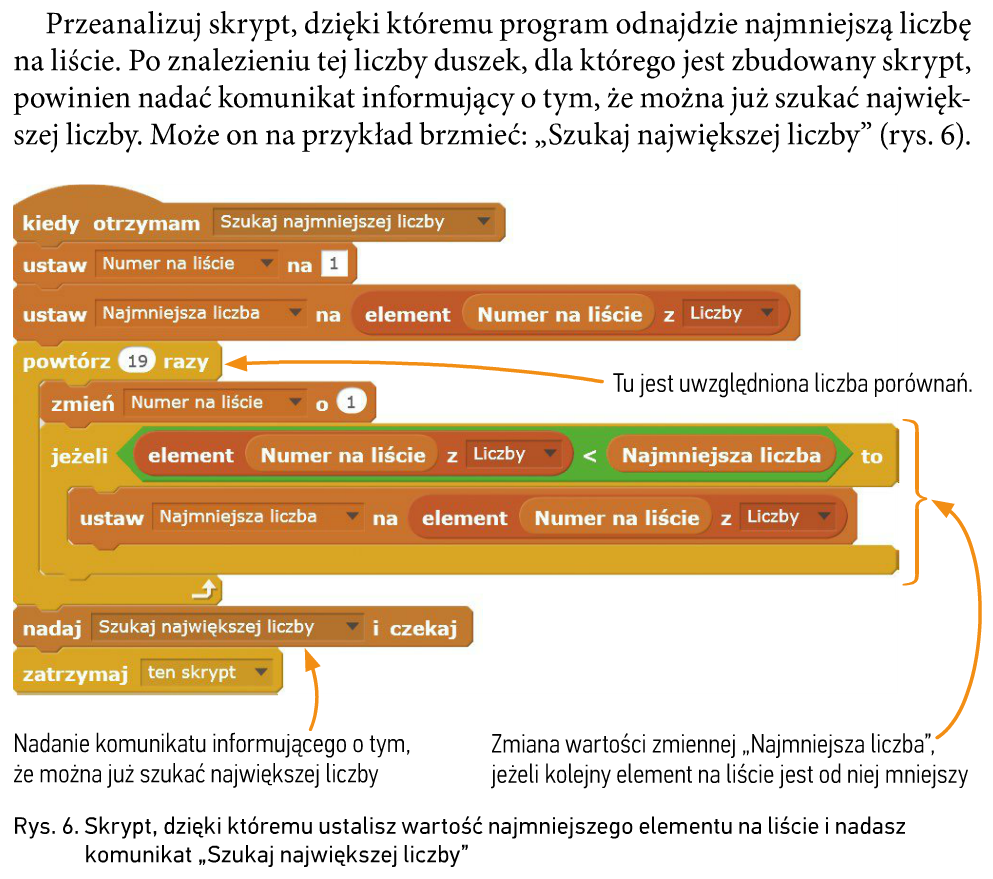 Przeanalizuj skrypt, dzięki któremu program odnajdzie najmniejszą liczbę
na liście. Po znalezieniu tej liczby duszek, dla którego jest zbudowany skrypt,
powinien nadać komunikat informujący o tym, że można już szukać najwięk-
szej liczby. Może on na przykład brzmieć: „Szukaj największej liczby” (rys. 6).
kiedy otrzymam Szukaj najmniejszej liczby
ustaw Numer na liście na 1
ustaw Najmniejsza liczba na element Numer na liście z Liczby
powtórz 19 razy
Tu jest uwzględniona liczba porównań.
zmień Numer na liście o 1
jeżeli element Numer na liście z Liczby < Najmniejsza liczba to
ustaw Najmniejsza liczba na element Numer na liście z Liczby
nadaj Szukaj największej liczby i czekaj
zatrzymaj ten skrypt
Nadanie komunikatu informującego o tym,
że można już szukać największej liczby
Zmiana wartości zmiennej „Najmniejsza liczba”,
jeżeli kolejny element na liście jest od niej mniejszy
Rys. 6. Skrypt, dzięki któremu ustalisz wartość najmniejszego elementu na liście i nadasz
komunikat „Szukaj największej liczby”